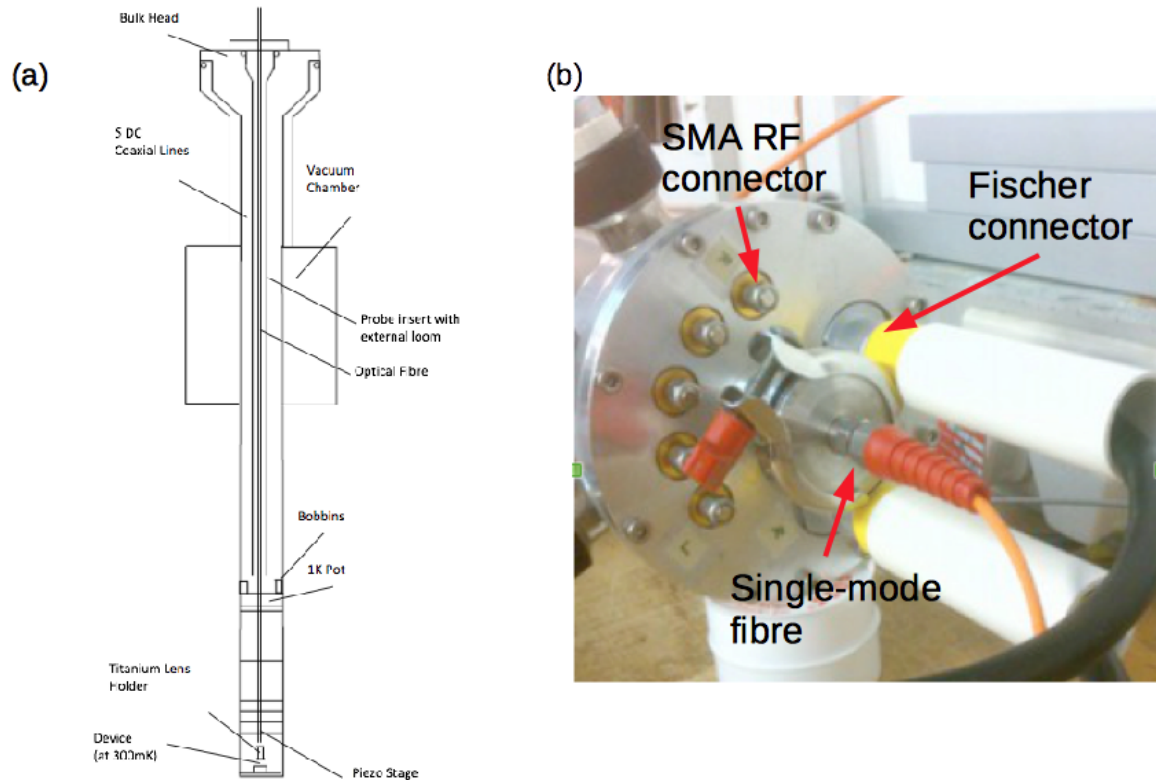 (a)
Bulk Head
5 DC
Coaxial Lines
Vacuum
Chamber
Probe insert with
external loom
Optical Fibre
Bobbins
1K Pot
Titanium Lens
Holder
Device
(at 300mK)
Piezo Stage
(b)
SMA RF
connector
Fischer
connector
Single-mode
fibre